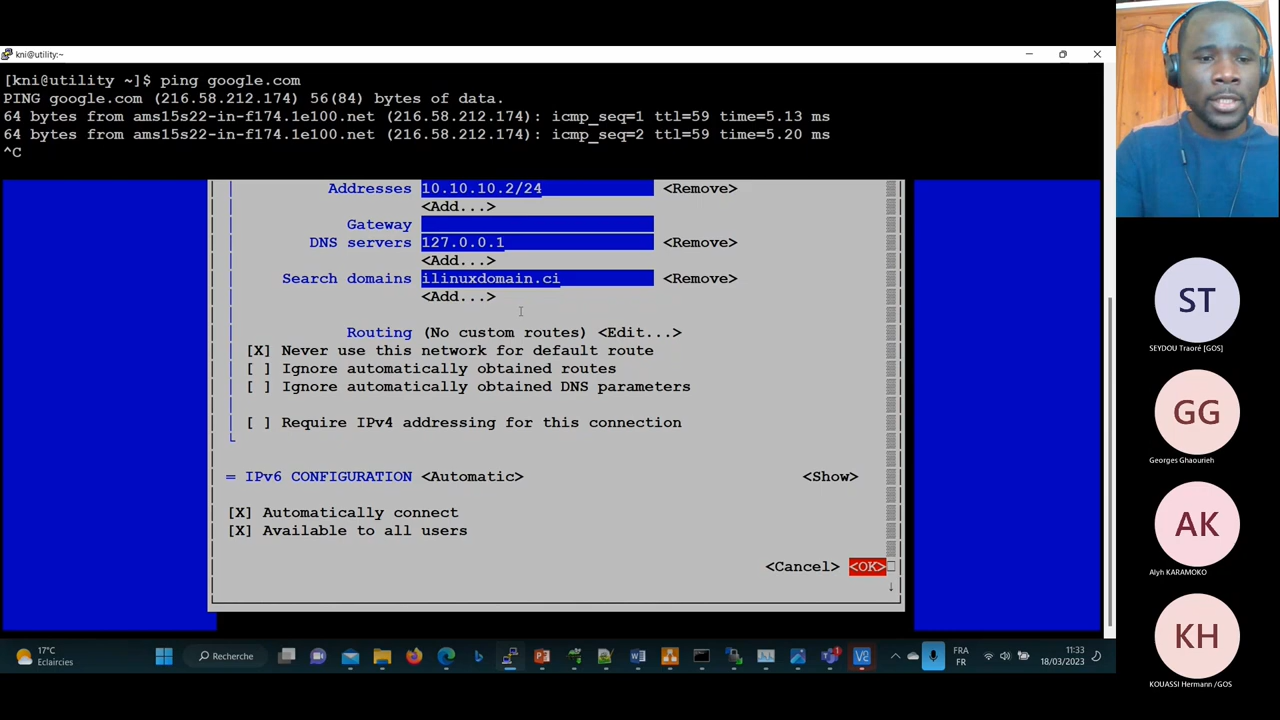 kni@utility:~
[kni@utility ~]$ ping google.com
PING google.com (216.58.212.174) 56(84) bytes of data.
64 bytes from ams15s22-in-f174.1e100.net (216.58.212.174): icmp_seq=1 ttl=59 time=5.13 ms
64 bytes from ams15s22-in-f174.1e100.net (216.58.212.174): icmp_seq=2 ttl=59 time=5.20 ms
^C
Addresses 10.10.10.2/24 <Remove>
<Add...>
Gateway
DNS servers 127.0.0.1 <Remove>
<Add...>
Search domains ilinuxdomain.ci <Remove>
<Add...>
Routing (No custom routes) <Edit...>
[X] Never use this network for default route
[ ] Ignore automatically obtained routes
[ ] Ignore automatically obtained DNS parameters
[ ] Require IPv4 addressing for this connection
= IPv6 CONFIGURATION <Automatic> <Show>
[X] Automatically connect
[X] Available to all users
<Cancel> <OK>
ST
SEYDOU Traoré [GOS]
GG
Georges Ghaourieh
AK
Alyh KARAMOKO
KH
KOUASSI Hermann /GOS
17°C
Eclaircies
Recherche
FRA
FR
11:33
18/03/2023